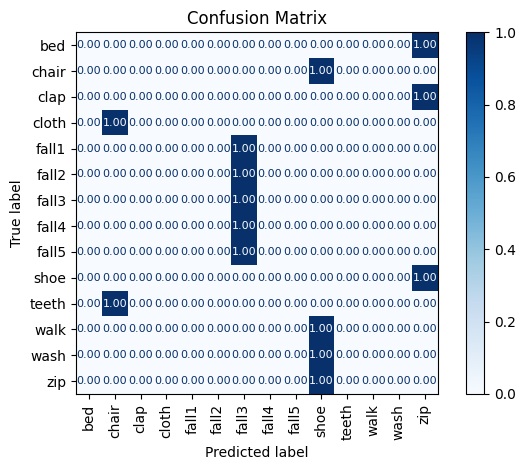 Confusion Matrix
bed 0.00 0.00 0.00 0.00 0.00 0.00 0.00 0.00 0.00 0.00 0.00 0.00 0.00 1.00
chair 0.00 0.00 0.00 0.00 0.00 0.00 0.00 0.00 0.00 1.00 0.00 0.00 0.00 0.00
clap 0.00 0.00 0.00 0.00 0.00 0.00 0.00 0.00 0.00 0.00 0.00 0.00 0.00 1.00
cloth 0.00 1.00 0.00 0.00 0.00 0.00 0.00 0.00 0.00 0.00 0.00 0.00 0.00 0.00
fall1 0.00 0.00 0.00 0.00 0.00 0.00 1.00 0.00 0.00 0.00 0.00 0.00 0.00 0.00
fall2 0.00 0.00 0.00 0.00 0.00 0.00 1.00 0.00 0.00 0.00 0.00 0.00 0.00 0.00
fall3 0.00 0.00 0.00 0.00 0.00 0.00 1.00 0.00 0.00 0.00 0.00 0.00 0.00 0.00
fall4 0.00 0.00 0.00 0.00 0.00 0.00 1.00 0.00 0.00 0.00 0.00 0.00 0.00 0.00
fall5 0.00 0.00 0.00 0.00 0.00 0.00 1.00 0.00 0.00 0.00 0.00 0.00 0.00 0.00
shoe 0.00 0.00 0.00 0.00 0.00 0.00 0.00 0.00 0.00 0.00 0.00 0.00 0.00 1.00
teeth 0.00 1.00 0.00 0.00 0.00 0.00 0.00 0.00 0.00 0.00 0.00 0.00 0.00 0.00
walk 0.00 0.00 0.00 0.00 0.00 0.00 0.00 0.00 0.00 1.00 0.00 0.00 0.00 0.00
wash 0.00 0.00 0.00 0.00 0.00 0.00 0.00 0.00 0.00 1.00 0.00 0.00 0.00 0.00
zip 0.00 0.00 0.00 0.00 0.00 0.00 0.00 0.00 0.00 1.00 0.00 0.00 0.00 0.00
True label
bed chair clap cloth fall1 fall2 fall3 fall4 fall5 shoe teeth walk wash zip
Predicted label
1.0
0.8
0.6
0.4
0.2
0.0